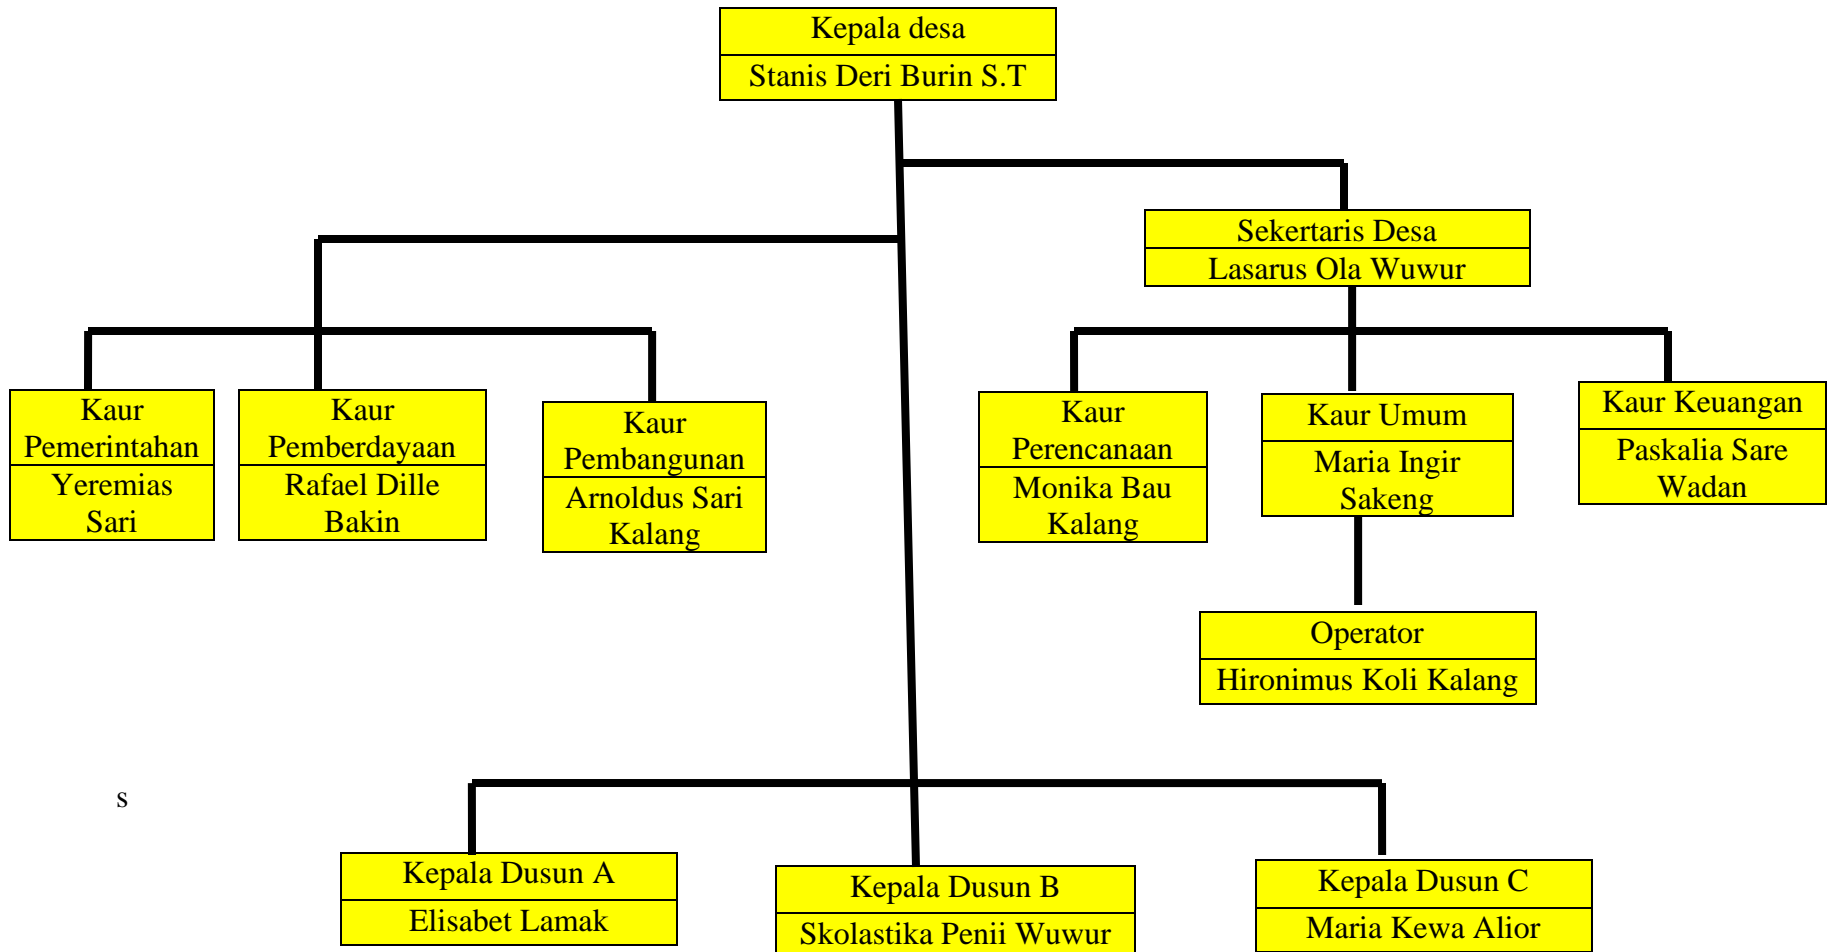 Kepala desa
Stanis Deri Burin S.T
Sekertaris Desa
Lasarus Ola Wuwur
Kaur
Pemerintahan
Yeremias
Sari
Kaur
Pemberdayaan
Rafael Dille
Bakin
Kaur
Pembangunan
Arnoldus Sari
Kalang
Kaur
Perencanaan
Monika Bau
Kalang
Kaur Umum
Maria Ingir
Sakeng
Kaur Keuangan
Paskalia Sare
Wadan
Operator
Hironimus Koli Kalang
s
Kepala Dusun A
Elisabet Lamak
Kepala Dusun B
Skolastika Penii Wuwur
Kepala Dusun C
Maria Kewa Alior